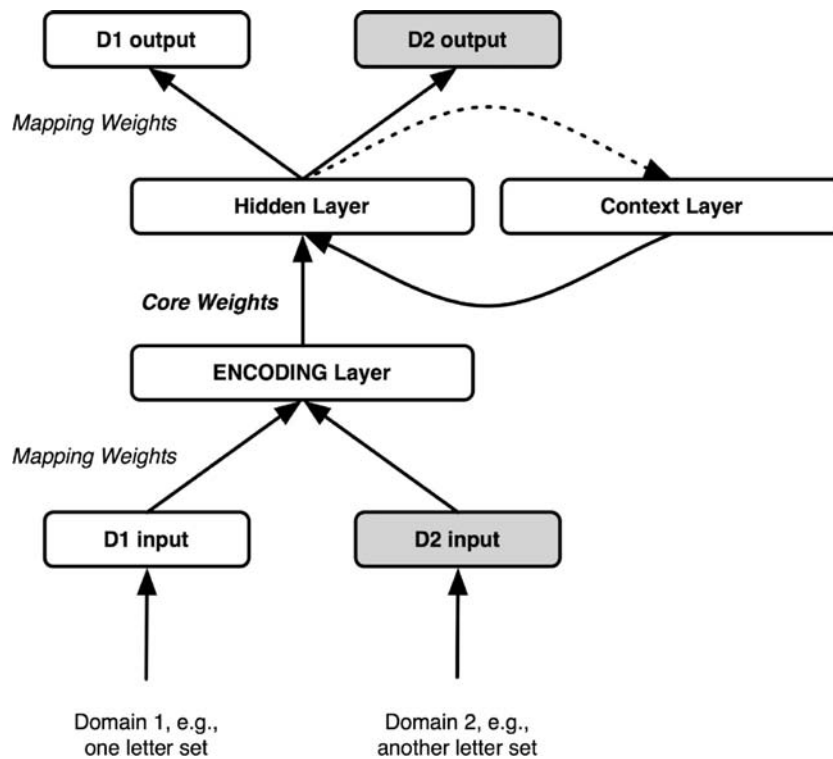 D1 output
D2 output
Mapping Weights
Hidden Layer
Context Layer
Core Weights
ENCODING Layer
Mapping Weights
D1 input
D2 input
Domain 1, e.g.,
one letter set
Domain 2, e.g.,
another letter set